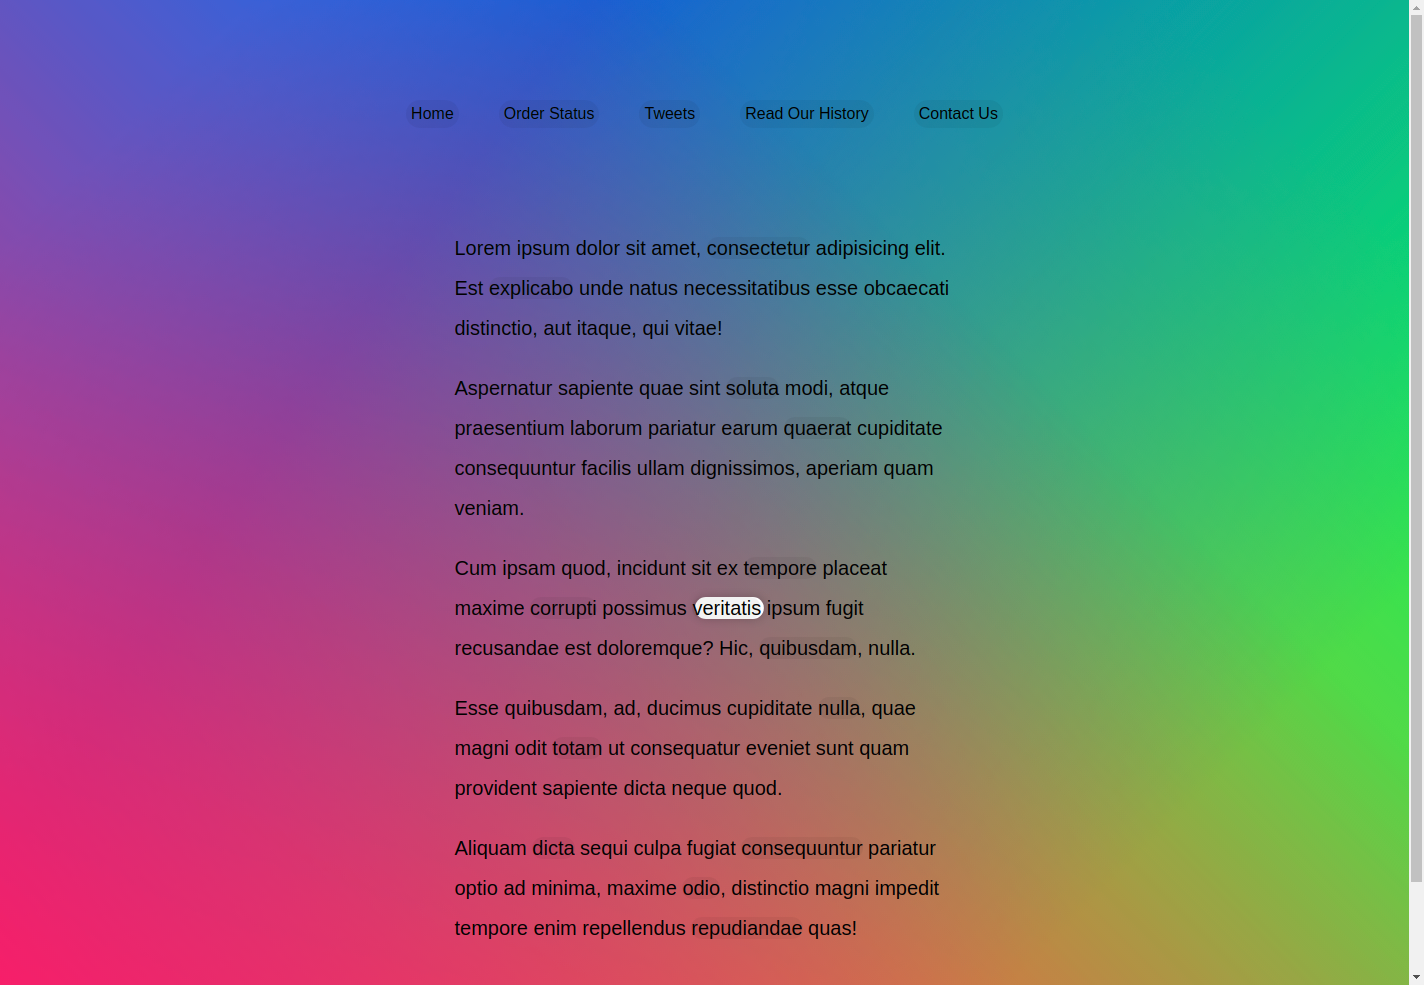 Home Order Status Tweets Read Our History Contact Us
Lorem ipsum dolor sit amet, consectetur adipisicing elit.
Est explicabo unde natus necessitatibus esse obcaecati
distinctio, aut itaque, qui vitae!
Aspernatur sapiente quae sint soluta modi, atque
praesentium laborum pariatur earum quaerat cupiditate
consequuntur facilis ullam dignissimos, aperiam quam
veniam.
Cum ipsam quod, incidunt sit ex tempore placeat
maxime corrupti possimus veritatis ipsum fugit
recusandae est doloremque? Hic, quibusdam, nulla.
Esse quibusdam, ad, ducimus cupiditate nulla, quae
magni odit totam ut consequatur eveniet sunt quam
provident sapiente dicta neque quod.
Aliquam dicta sequi culpa fugiat consequuntur pariatur
optio ad minima, maxime odio, distinctio magni impedit
tempore enim repellendus repudiandae quas!